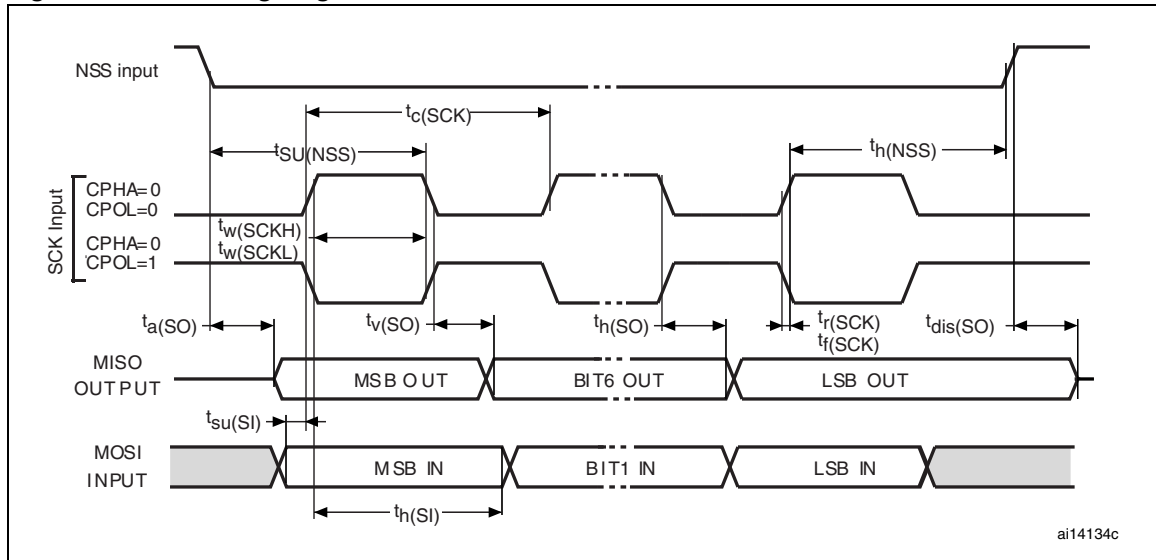 NSS input
tc(SCK)
tSU(NSS)
th(NSS)
SCK Input
CPHA=0
CPOL=0
tw(SCKH)
CPHA=0
tw(SCKL)
CPOL=1
ta(SO)
tv(SO)
th(SO)
tr(SCK)
tf(SCK)
tdis(SO)
MISO
OUTPUT
MSB OUT
BIT6 OUT
LSB OUT
tsu(SI)
MOSI
INPUT
MSB IN
BIT1 IN
LSB IN
th(SI)
ai14134c